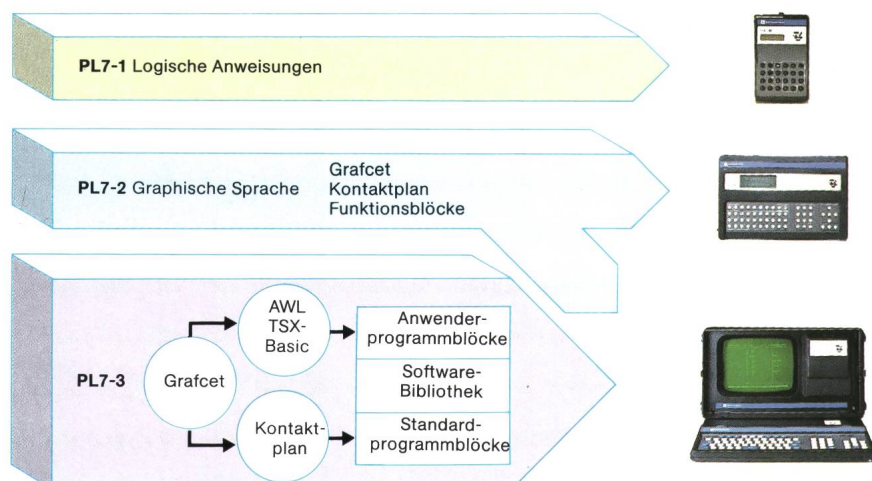 PL7-1 Logische Anweisungen
PL7-2 Graphische Sprache
Grafcet
Kontaktplan
Funktionsblöcke
PL7-3
Grafcet
AWL
TSX-
Basic
Kontakt-
plan
Anwender-
programmblöcke
Software-
Bibliothek
Standard-
programmblöcke